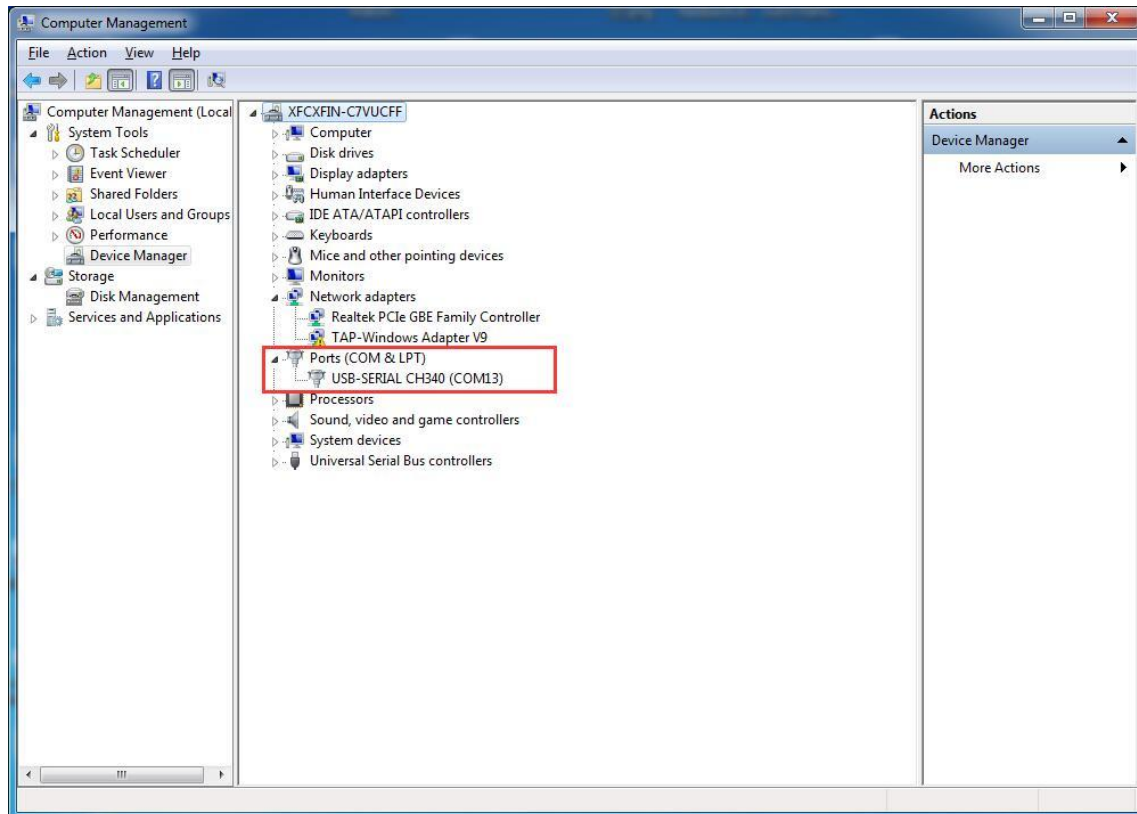 Computer Management
File Action View Help
Computer Management (Local
System Tools
Task Scheduler
Event Viewer
Shared Folders
Local Users and Groups
Performance
Device Manager
Storage
Disk Management
Services and Applications
XFCXFIN-C7VUCFF
Computer
Disk drives
Display adapters
Human Interface Devices
IDE ATA/ATAPI controllers
Keyboards
Mice and other pointing devices
Monitors
Network adapters
Realtek PCIe GBE Family Controller
TAP-Windows Adapter V9
Ports (COM & LPT)
USB-SERIAL CH340 (COM13)
Processors
Sound, video and game controllers
System devices
Universal Serial Bus controllers
Actions
Device Manager
More Actions